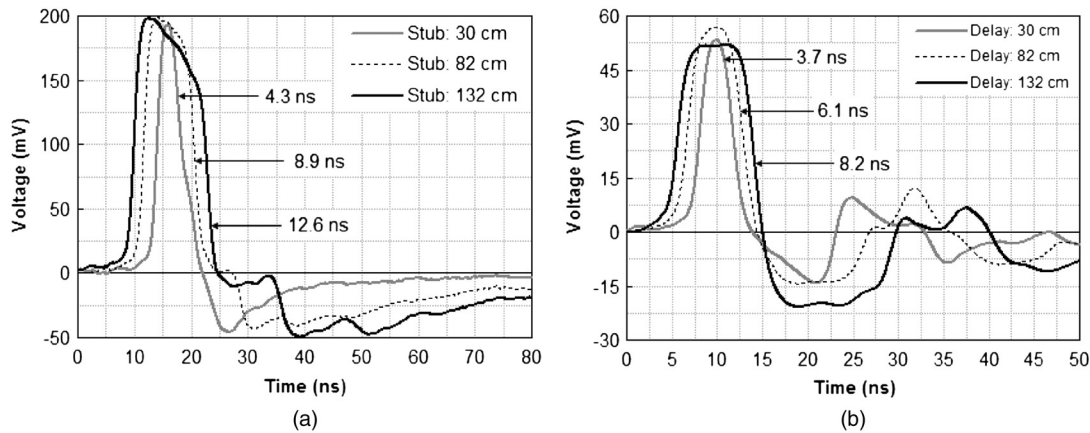 Voltage (mV)
200
150
100
50
0
-50
Stub: 30 cm
Stub: 82 cm
Stub: 132 cm
4.3 ns
8.9 ns
12.6 ns
0
10
20
30
40
50
60
70
80
Time (ns)
(a)
Voltage (mV)
60
45
30
15
0
-15
-30
Delay: 30 cm
Delay: 82 cm
Delay: 132 cm
3.7 ns
6.1 ns
8.2 ns
0
5
10
15
20
25
30
35
40
45
50
Time (ns)
(b)